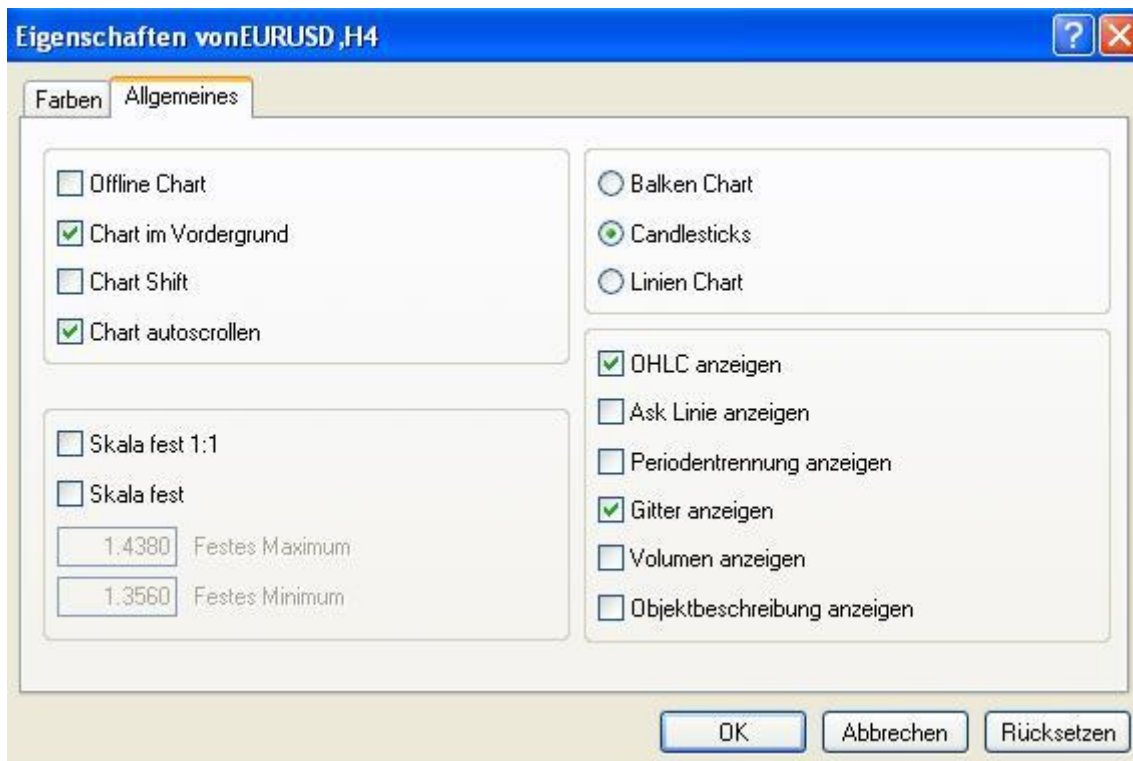 Eigenschaften vonEURUSD,H4
Farben
Allgemeines
Offline Chart
Chart im Vordergrund
Chart Shift
Chart autoscrollen
Skala fest 1:1
Skala fest
1.4380 Festes Maximum
1.3560 Festes Minimum
Balken Chart
Candlesticks
Linien Chart
OHLC anzeigen
Ask Linie anzeigen
Periodentrennung anzeigen
Gitter anzeigen
Volumen anzeigen
Objektbeschreibung anzeigen
OK
Abbrechen
Rücksetzen